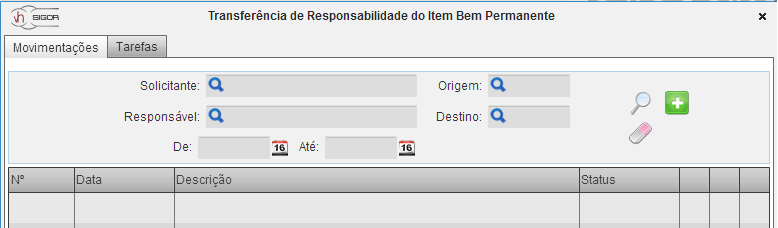 vh SIGOR Transferência de Responsabilidade do Item Bem Permanente
Movimentações Tarefas
Solicitante: Origem:
Responsável: Destino:
De: 16 Até: 16
Nº Data Descrição Status